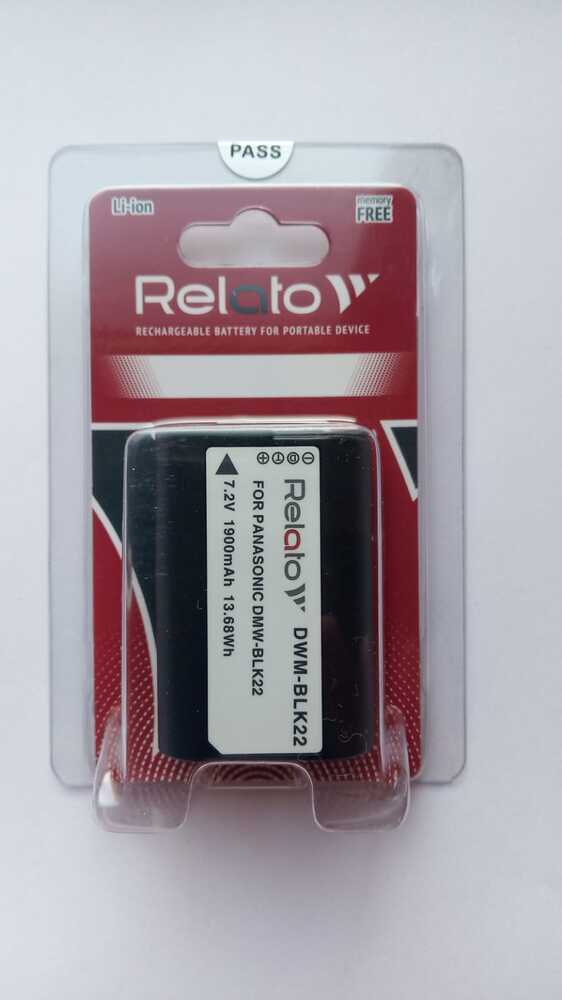 PASS
Li-ion
memory
FREE
Relato
RECHARGEABLE BATTERY FOR PORTABLE DEVICE
Relato DWM-BLK22
FOR PANASONIC DMW-BLK22
7.2V 1900mAh 13.68Wh